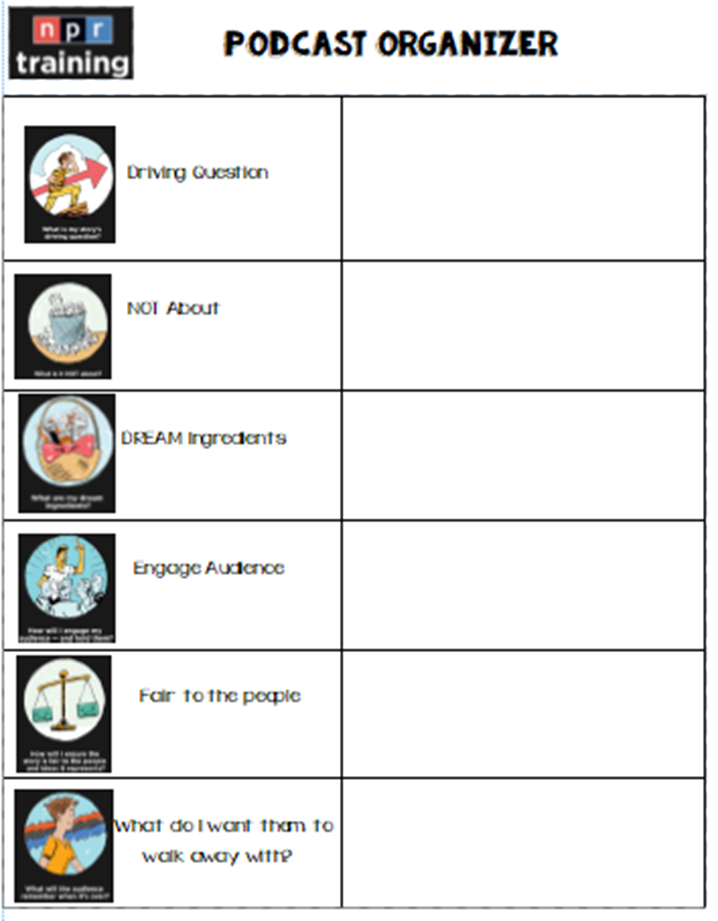 npr
training
PODCAST ORGANIZER
Driving Question
What is my story's
driving question?
NOT About
What is it NOT about?
DREAM Ingredients
What are my dream
ingredients?
Engage Audience
How will I engage my
audience — and hold them?
Fair to the people
How will I ensure the
story is fair to the people
and ideas it represents?
What do I want them to
walk away with?
What will the audience
remember when it's over?